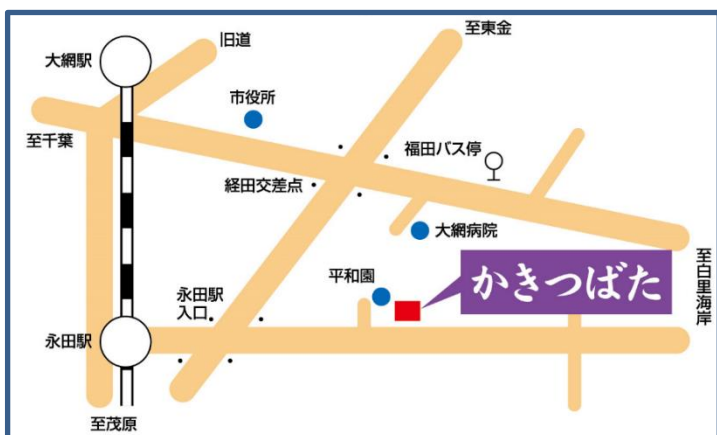 至東金
旧道
大網駅
市役所
至千葉
福田バス停
経田交差点
大網病院
至白里海岸
かきつばた
平和園
永田駅
入口
永田駅
至茂原